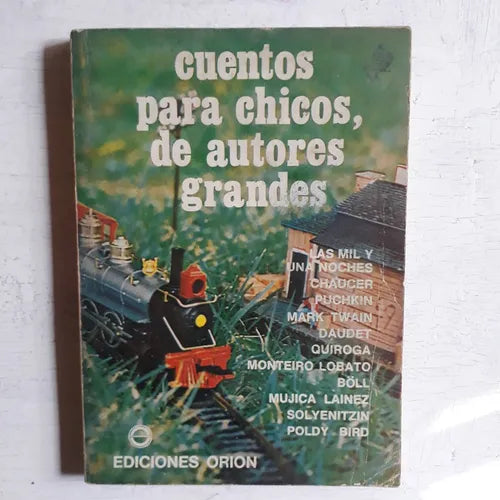 cuentos
para chicos,
de autores
grandes
LAS MIL Y
UNA NOCHES
CHAUCER
PUCHKIN
MARK TWAIN
DAUDET
QUIROGA
MONTEIRO LOBATO
BÖLL
MUJICA LAINEZ
SOLYENITZIN
POLDY BIRD
EDICIONES ORION